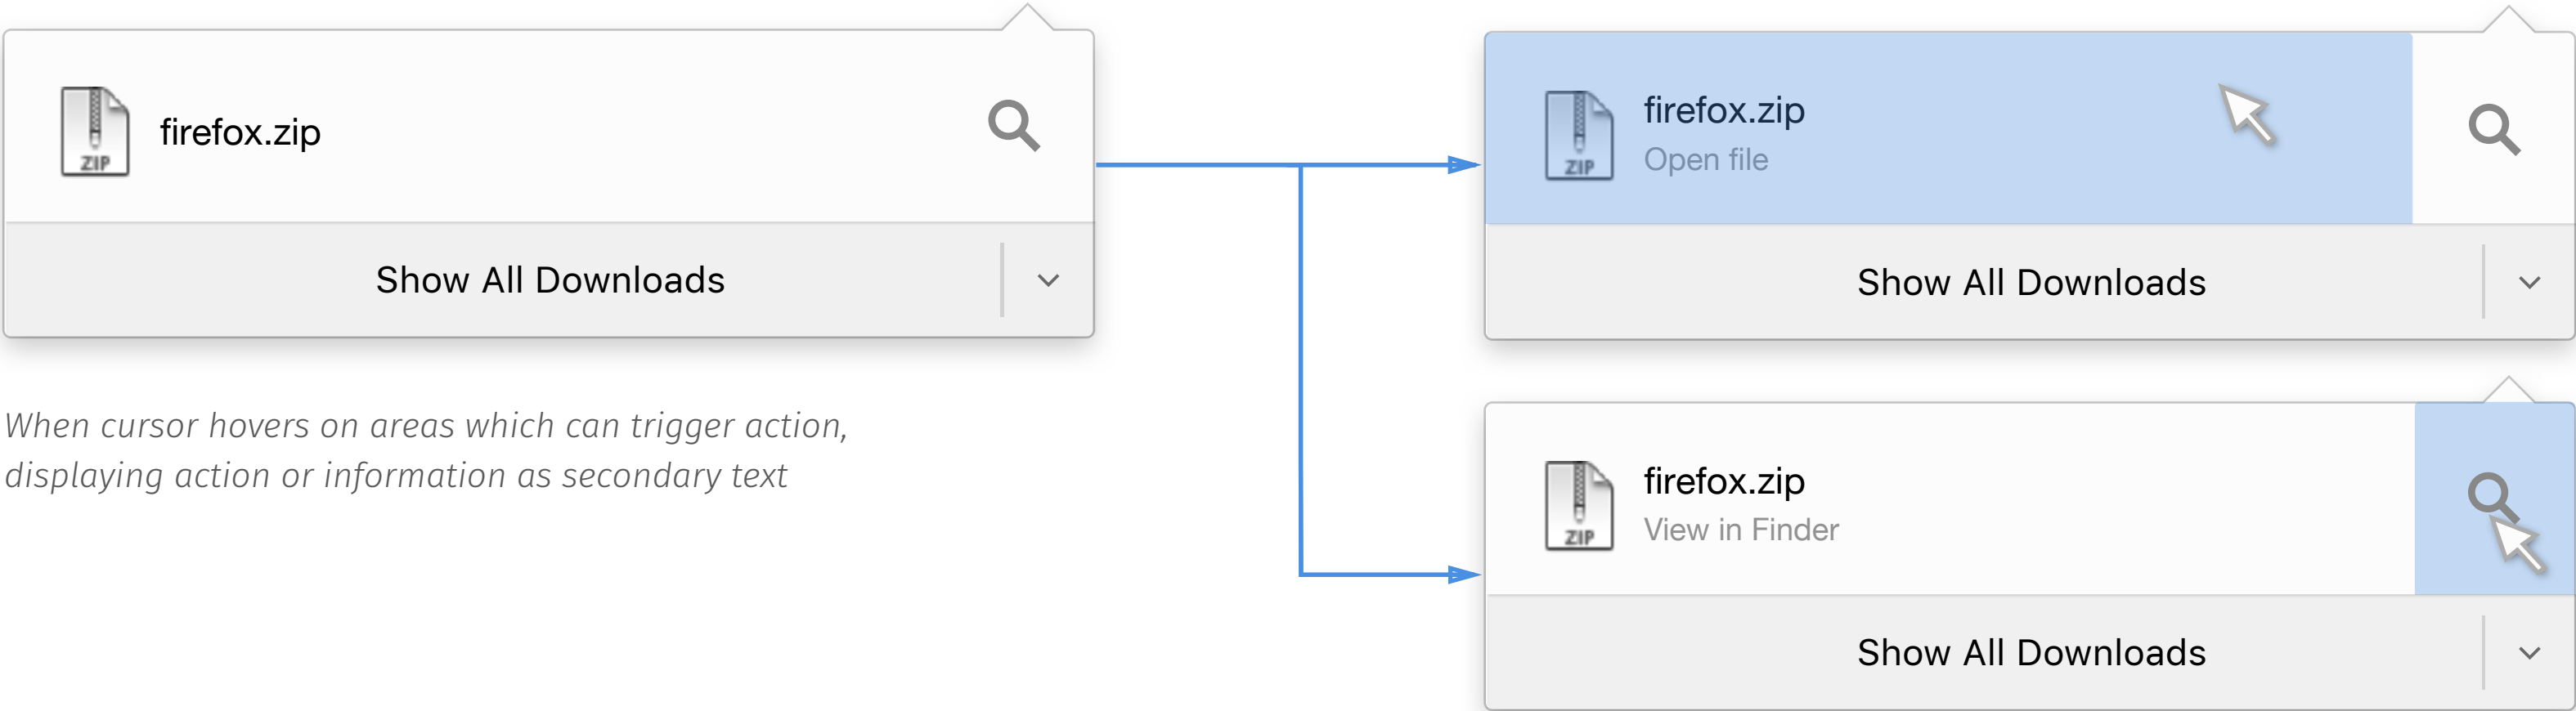 ZIP
firefox.zip
Show All Downloads
When cursor hovers on areas which can trigger action,
displaying action or information as secondary text
ZIP
firefox.zip
Open file
Show All Downloads
ZIP
firefox.zip
View in Finder
Show All Downloads